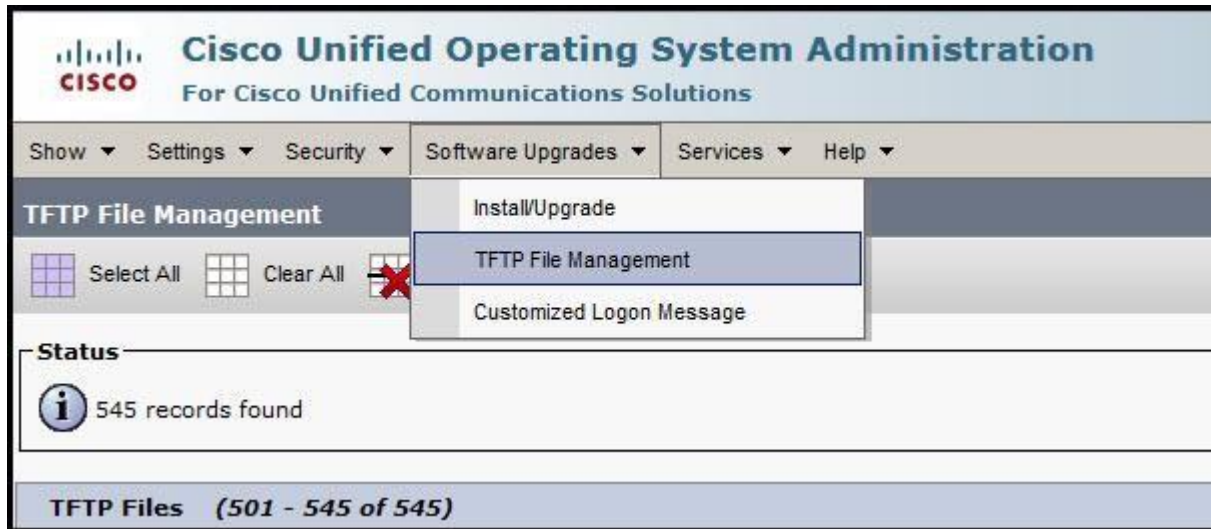 CISCO
Cisco Unified Operating System Administration
For Cisco Unified Communications Solutions
Show Settings Security Software Upgrades Services Help
TFTP File Management
Install/Upgrade
TFTP File Management
Customized Logon Message
Select All Clear All
Status
i 545 records found
TFTP Files (501 - 545 of 545)